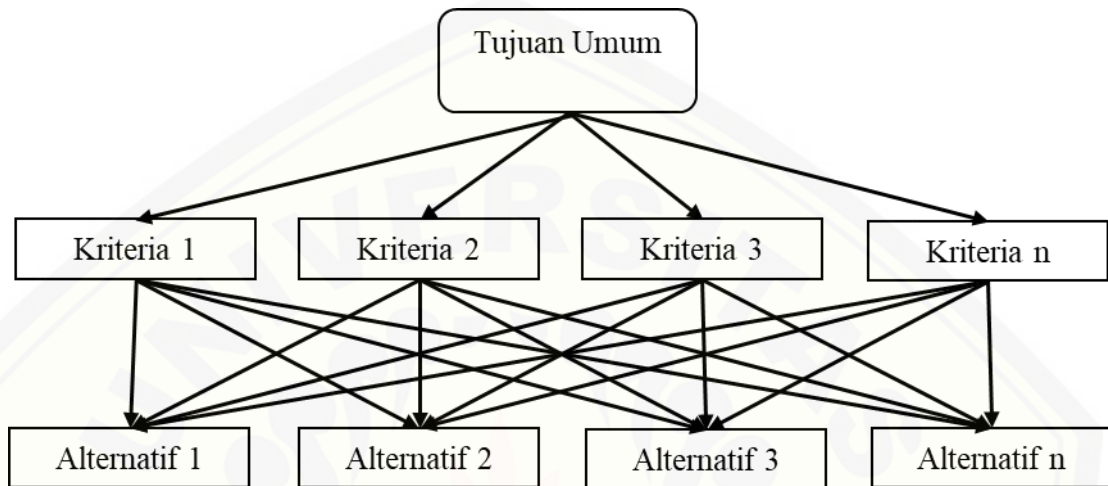 Tujuan Umum
Kriteria 1
Kriteria 2
Kriteria 3
Kriteria n
Alternatif 1
Alternatif 2
Alternatif 3
Alternatif n